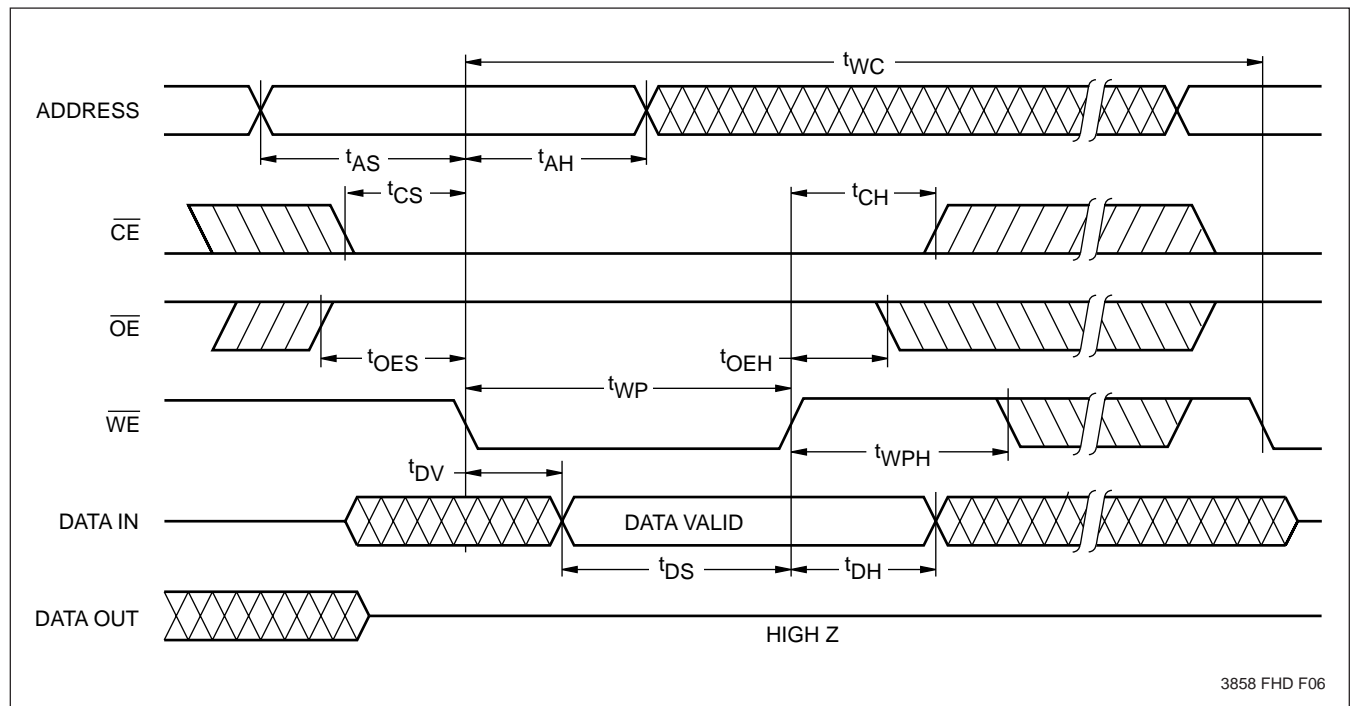 tWC
ADDRESS
tAS
tAH
tCS
tCH
CE
OE
tOES
tOEH
tWP
WE
tWPH
tDV
DATA IN
DATA VALID
tDS
tDH
DATA OUT
HIGH Z
3858 FHD F06